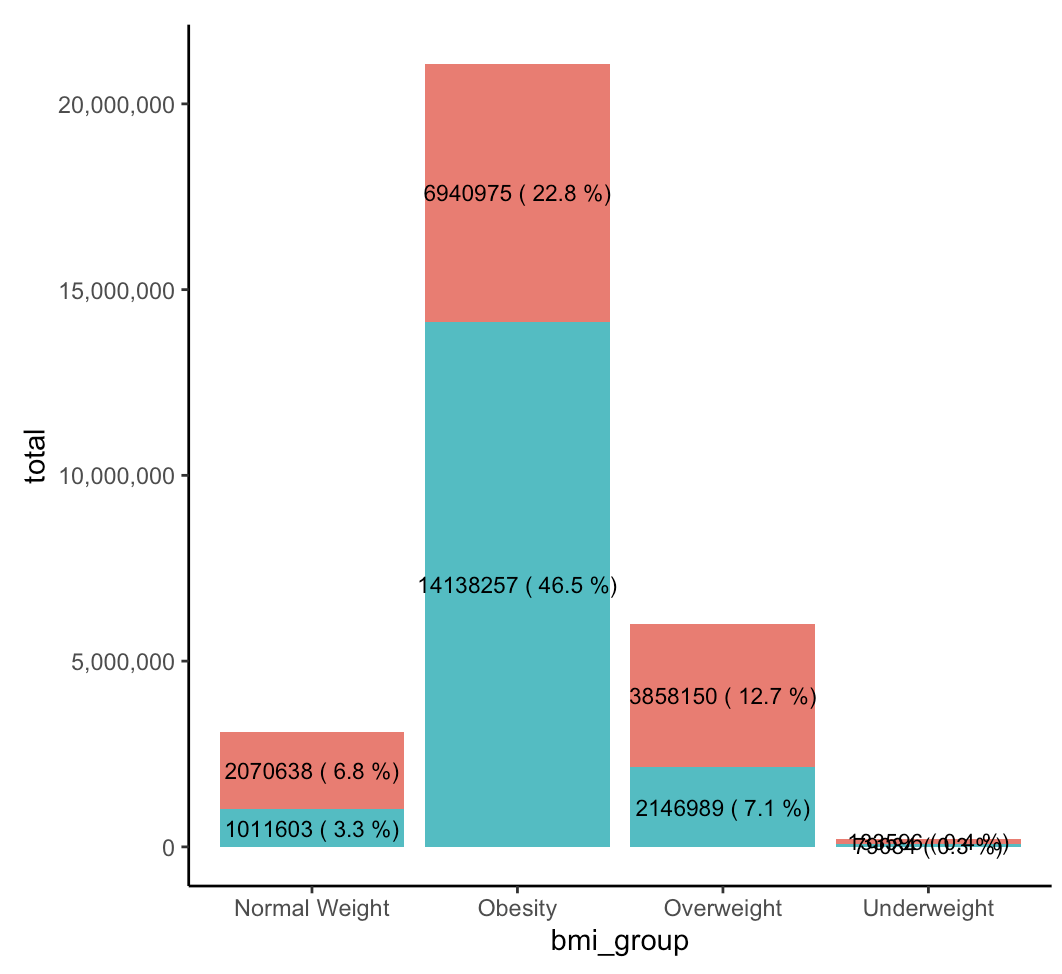 20,000,000
6940975 ( 22.8 %)
15,000,000
10,000,000
total
14138257 ( 46.5 %)
5,000,000
3858150 ( 12.7 %)
2070638 ( 6.8 %)
2146989 ( 7.1 %)
1011603 ( 3.3 %)
0
Normal Weight
Obesity
Overweight
Underweight
bmi_group